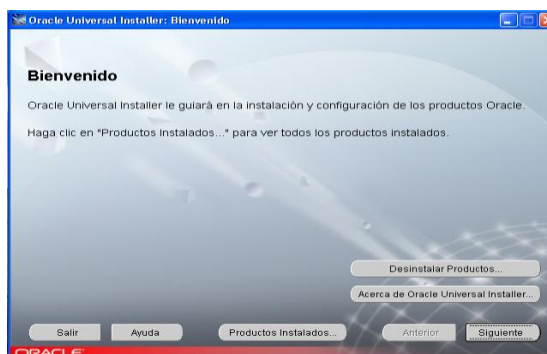 Oracle Universal Installer: Bienvenido
Bienvenido
Oracle Universal Installer le guiará en la instalación y configuración de los productos Oracle.
Haga clic en "Productos Instalados..." para ver todos los productos instalados.
Desinstalar Productos...
Acerca de Oracle Universal Installer...
Salir
Ayuda
Productos Instalados...
Anterior
Siguiente
ORACLE